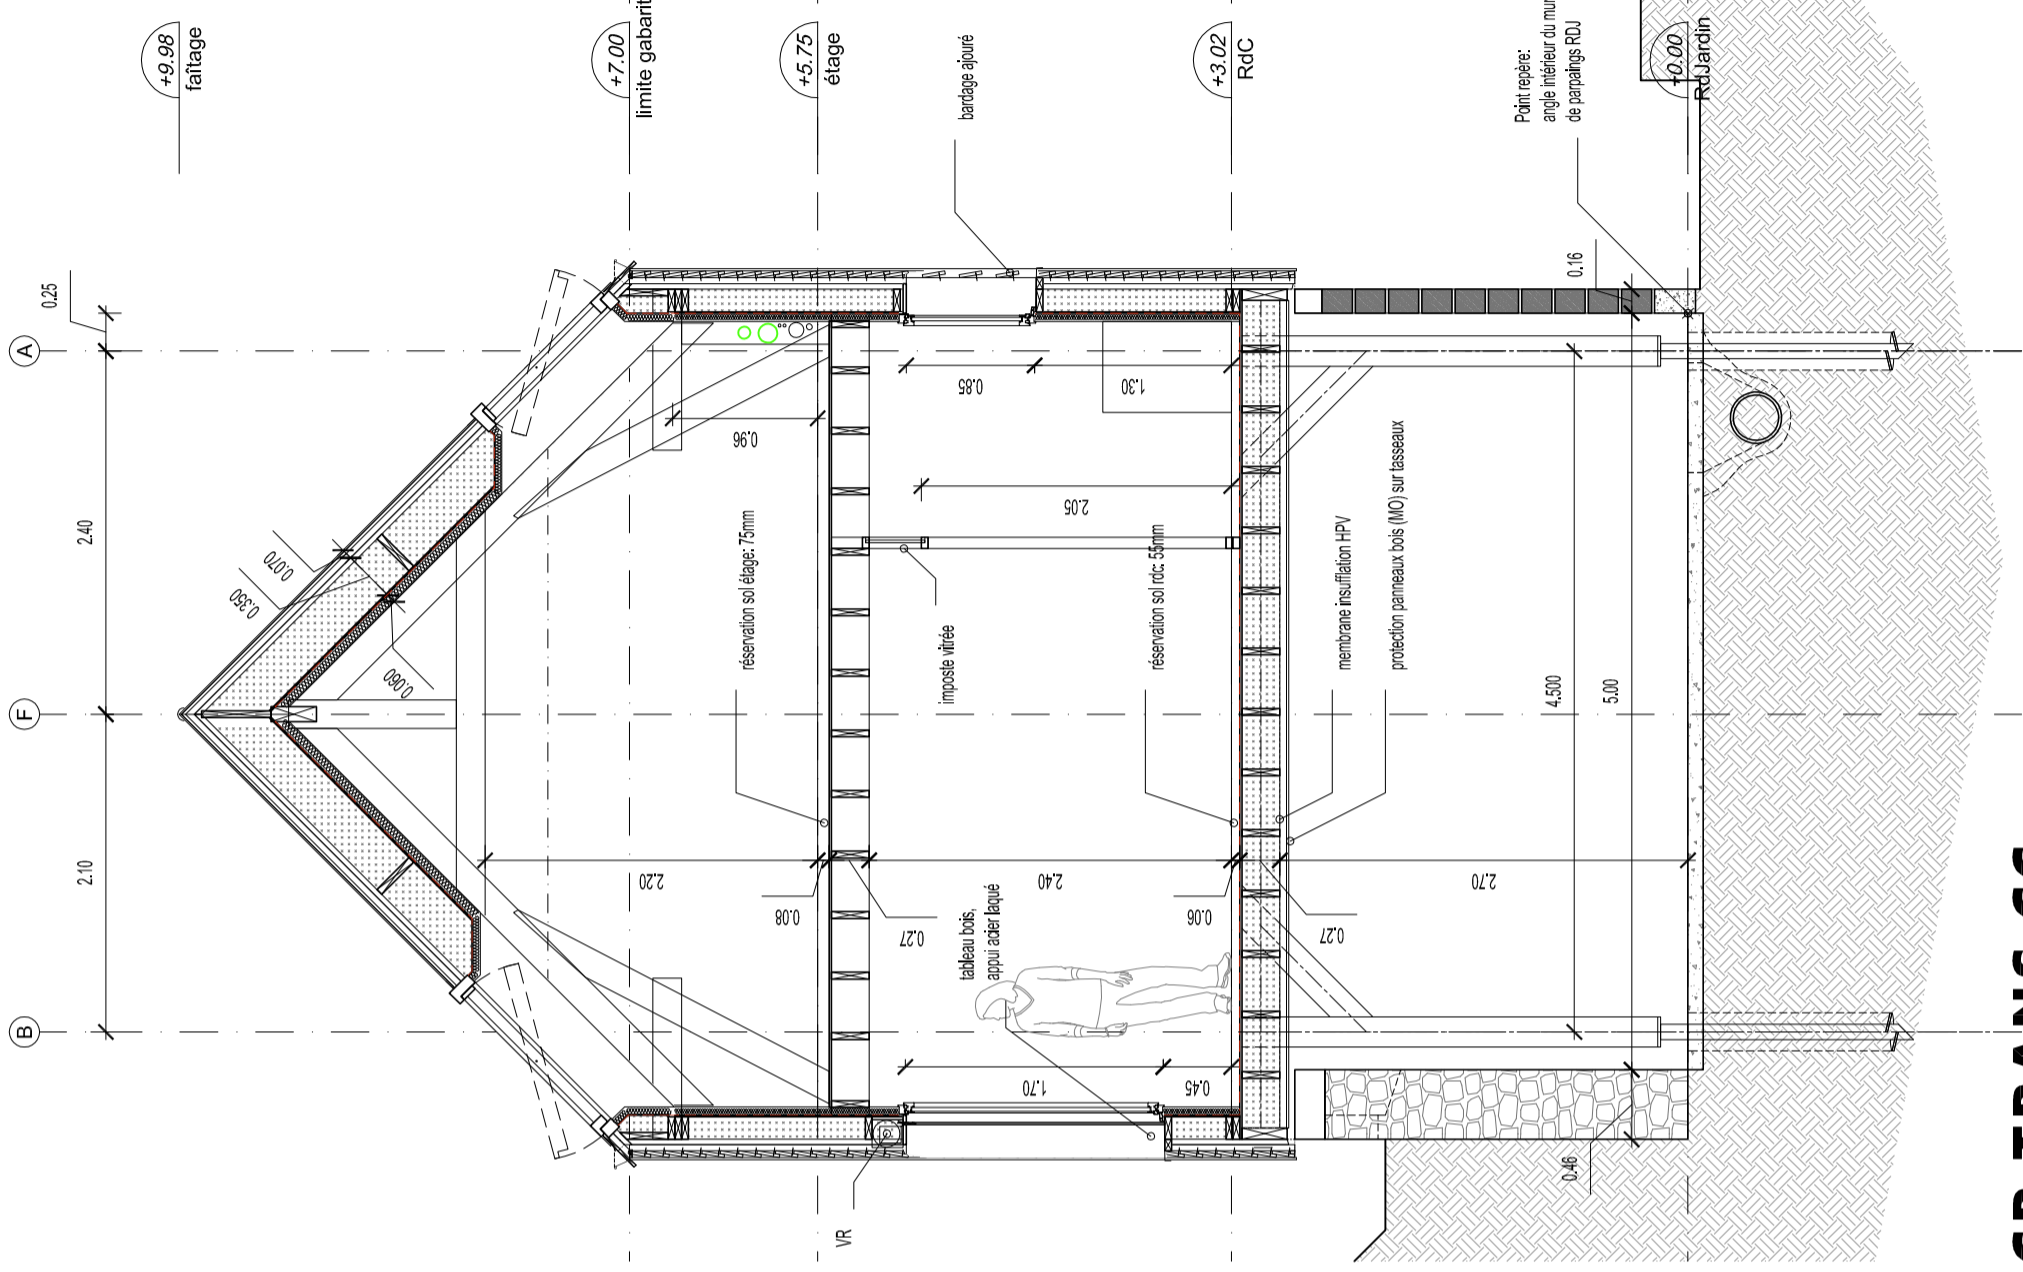 +9.98
faîtage
+7.00
limite gabarit
+5.75
étage
+3.02
RdC
+0.00
RdJardin
bardage ajouré
Point repère:
angle intérieur du mur
de parpaings RDJ
A
F
B
0.25
2.40
2.10
0.070
0.350
0.060
0.16
0.96
0.85
1.30
2.05
réservation sol étage: 75mm
imposte vitrée
réservation sol rdc: 55mm
membrane insufflation HPV
protection panneaux bois (MO) sur tasseaux
4.500
5.00
2.20
0.08
0.27
2.40
0.06
0.27
2.70
tableau bois,
appui acier laqué
1.70
0.45
0.46
VR